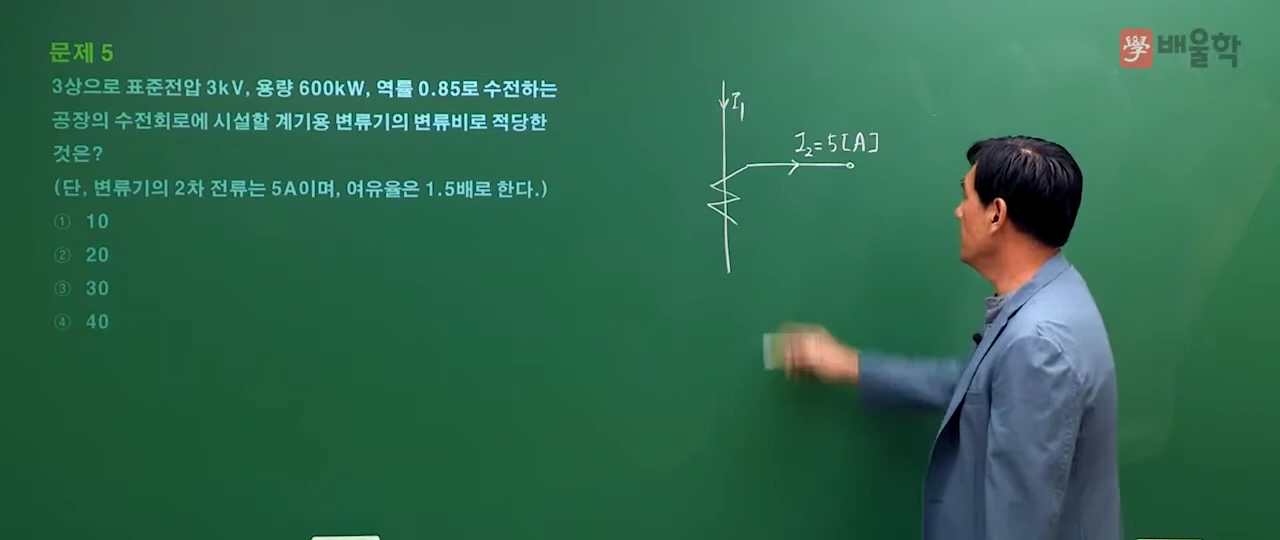 문제 5
3상으로 표준전압 3kV, 용량 600kW, 역률 0.85로 수전하는
공장의 수전회로에 시설할 계기용 변류기의 변류비로 적당한
것은?
(단, 변류기의 2차 전류는 5A이며, 여유율은 1.5배로 한다.)
① 10
② 20
③ 30
④ 40
I₁
I₂=5[A]
學 배울학